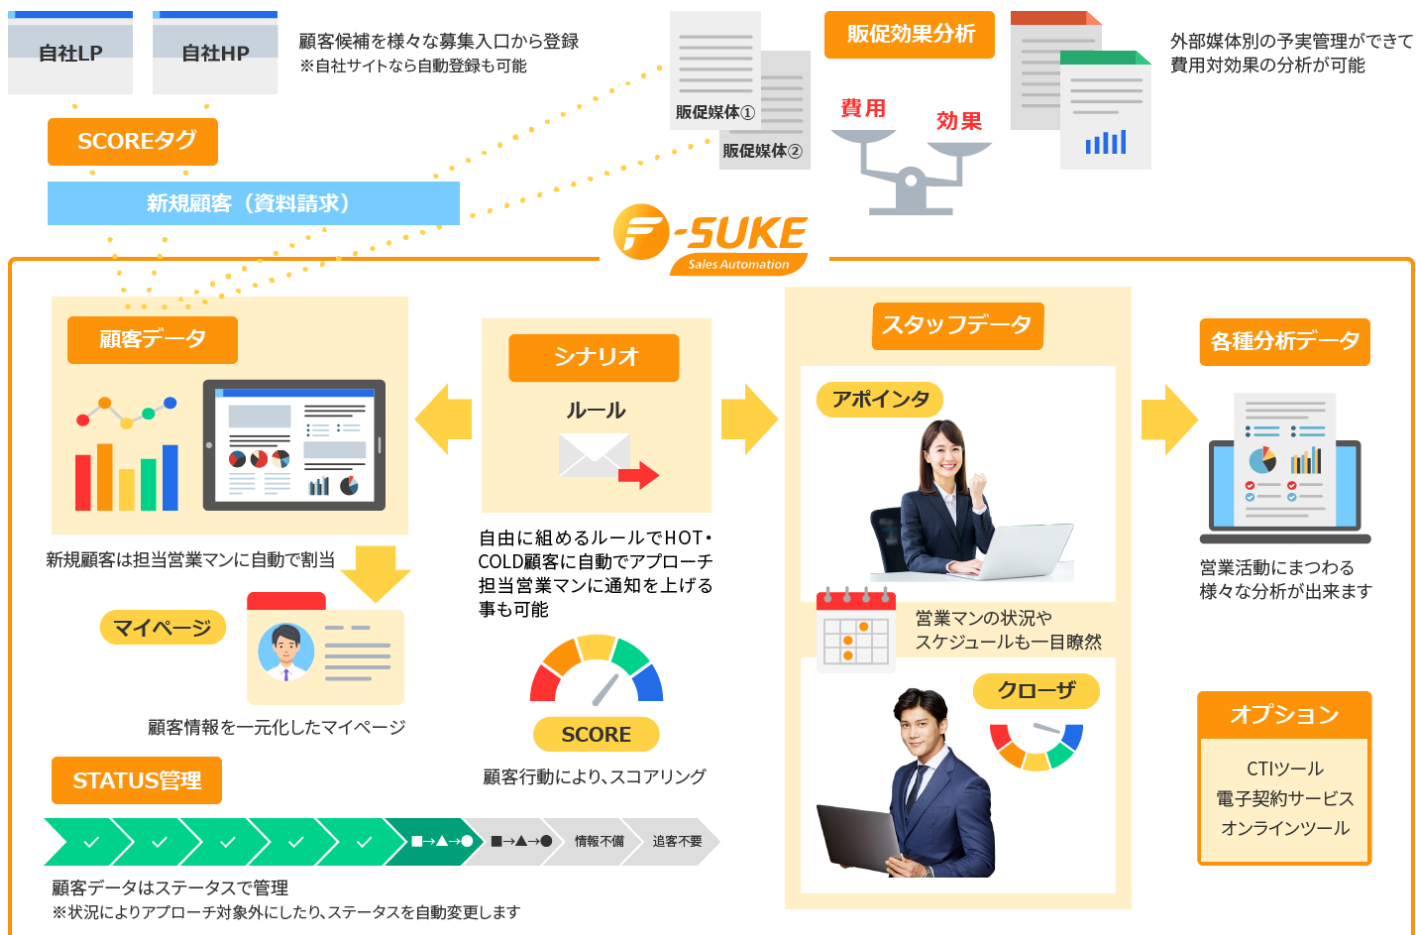 自社LP
自社HP
顧客候補を様々な募集入口から登録
※自社サイトなら自動登録も可能
SCOREタグ
新規顧客（資料請求）
販促媒体①
販促媒体②
販促効果分析
費用
効果
外部媒体別の予実管理ができて
費用対効果の分析が可能
F-SUKE
Sales Automation
顧客データ
新規顧客は担当営業マンに自動で割当
マイページ
顧客情報を一元化したマイページ
シナリオ
ルール
自由に組めるルールでHOT・
COLD顧客に自動でアプローチ
担当営業マンに通知を上げる
事も可能
SCORE
顧客行動により、スコアリング
スタッフデータ
アポインタ
営業マンの状況や
スケジュールも一目瞭然
クローザ
各種分析データ
営業活動にまつわる
様々な分析が出来ます
オプション
CTIツール
電子契約サービス
オンラインツール
STATUS管理
■→▲→●
■→▲→●
情報不備
追客不要
顧客データはステータスで管理
※状況によりアプローチ対象外にしたり、ステータスを自動変更します